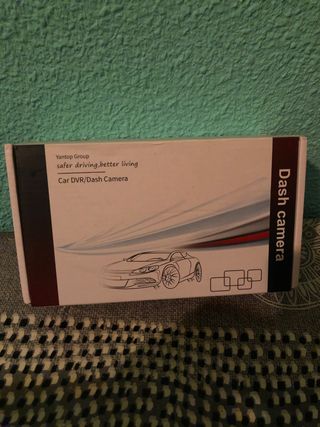 Yantop Group
safer driving,better living
Car DVR/Dash Camera
Dash camera